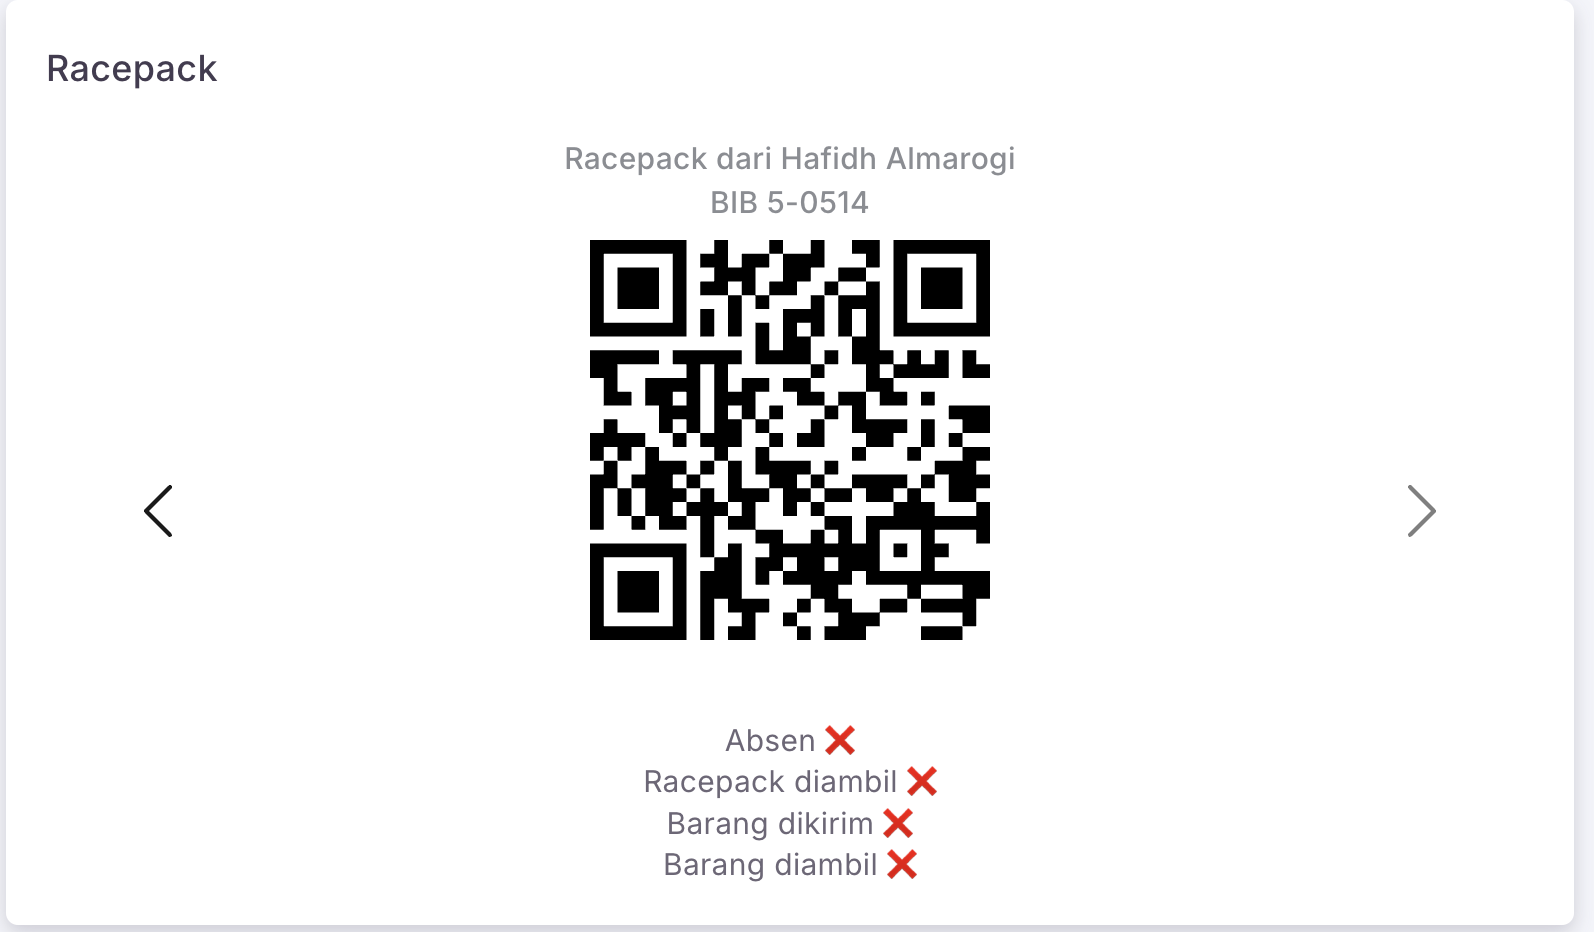 Racepack
Racepack dari Hafidh Almarogi
BIB 5-0514
Absen ❌
Racepack diambil ❌
Barang dikirim ❌
Barang diambil ❌